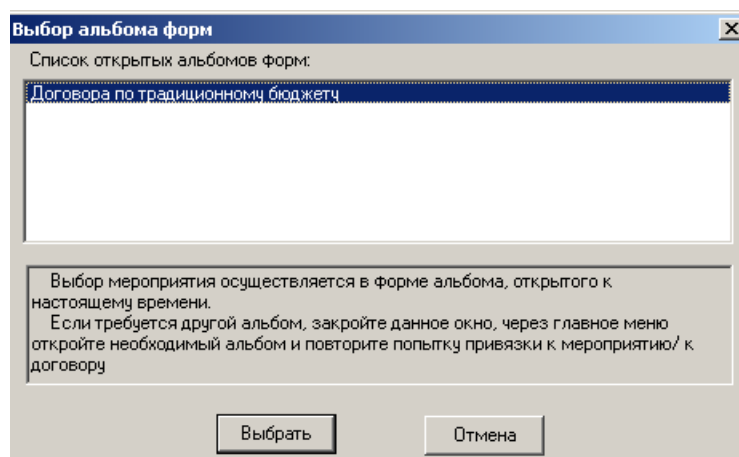 Выбор альбома форм
Список открытых альбомов форм:
Договора по традиционному бюджету
Выбор мероприятия осуществляется в форме альбома, открытого к
настоящему времени.
Если требуется другой альбом, закройте данное окно, через главное меню
откройте необходимый альбом и повторите попытку привязки к мероприятию/ к
договору
Выбрать
Отмена